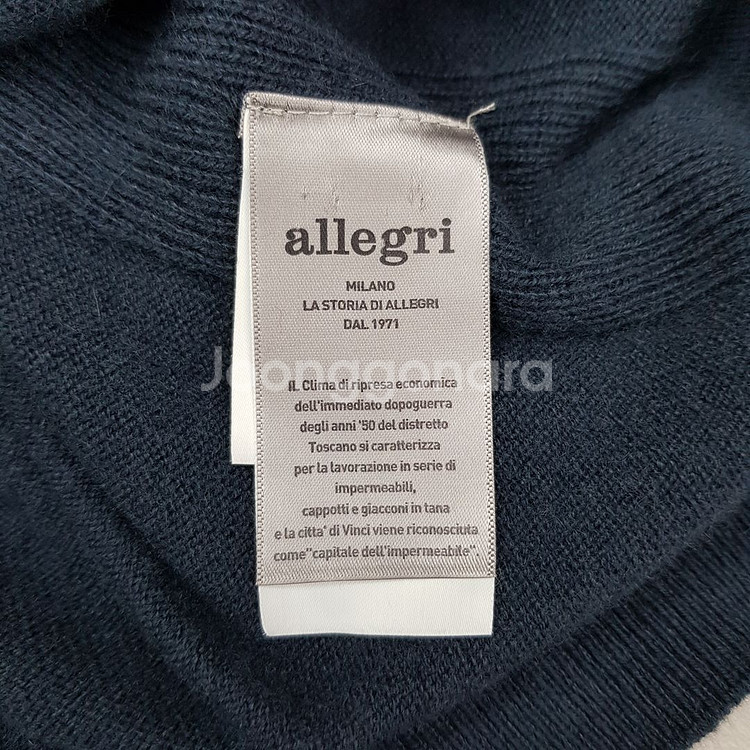 allegri
MILANO
LA STORIA DI ALLEGRI
DAL 1971
Joonggonara
IL Clima di ripresa economica
dell'immediato dopoguerra
degli anni '50 del distretto
Toscano si caratterizza
per la lavorazione in serie di
impermeabili,
cappotti e giacconi in tana
e la citta' di Vinci viene riconosciuta
come"capitale dell'impermeabile".